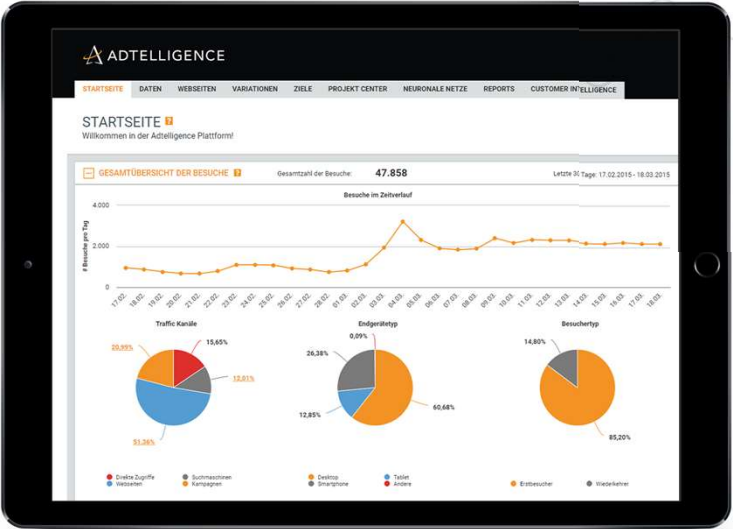 ADTELLIGENCE
STARTSEITE DATEN WEBSEITEN VARIATIONEN ZIELE PROJEKT CENTER NEURONALE NETZE REPORTS CUSTOMER INTELLIGENCE
STARTSEITE ?
Willkommen in der Adtelligence Plattform!
GESAMTÜBERSICHT DER BESUCHE ? Gesamtzahl der Besuche: 47.858 Letzte 30 Tage: 17.02.2015 - 18.03.2015
Besuche im Zeitverlauf
# Besuche pro Tag
4.000
2.000
0
17.02. 18.02. 19.02. 20.02. 21.02. 22.02. 23.02. 24.02. 25.02. 26.02. 27.02. 28.02. 01.03. 02.03. 03.03. 04.03. 05.03. 06.03. 07.03. 08.03. 09.03. 10.03. 11.03. 12.03. 13.03. 14.03. 15.03. 16.03. 17.03. 18.03.
Traffic Kanäle Endgerätetyp Besuchertyp
20,99% 15,65% 12,01% 51,36%
0,09% 26,38% 12,85% 60,68%
14,80% 85,20%
Direkte Zugriffe Suchmaschinen Desktop Tablet
Webseiten Kampagnen Smartphone Andere Erstbesucher Wiederkehrer